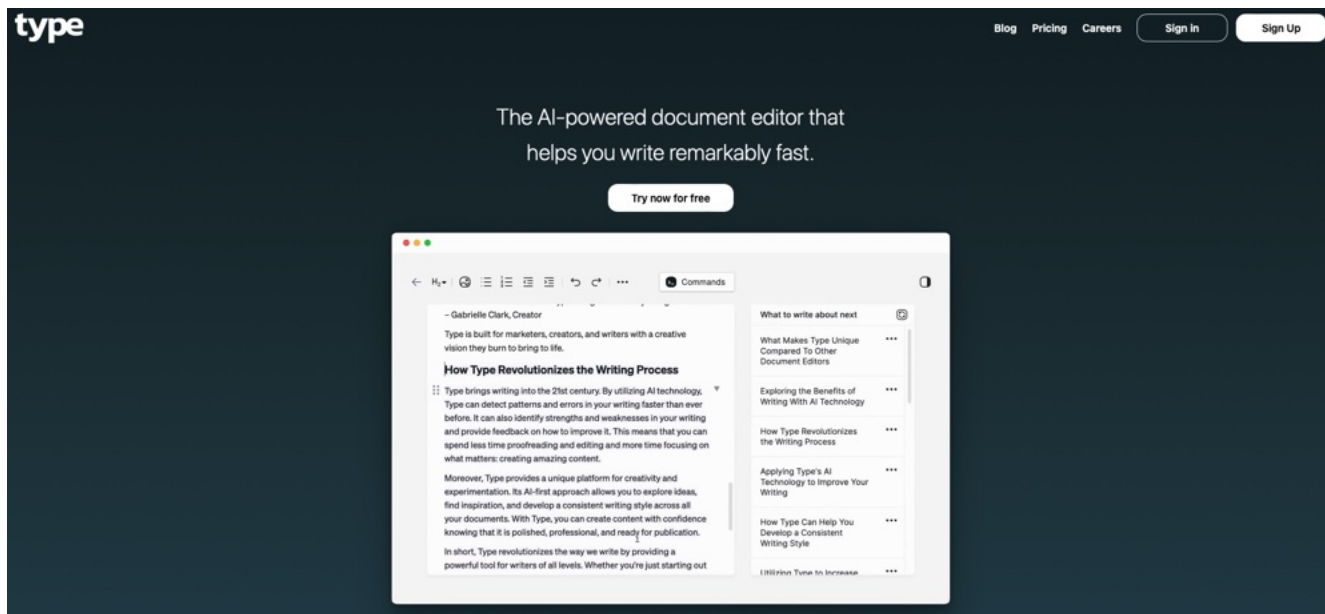 type
Blog Pricing Careers Sign in Sign Up
The AI-powered document editor that
helps you write remarkably fast.
Try now for free
H₂
Commands
– Gabrielle Clark, Creator
Type is built for marketers, creators, and writers with a creative
vision they burn to bring to life.
How Type Revolutionizes the Writing Process
Type brings writing into the 21st century. By utilizing AI technology,
Type can detect patterns and errors in your writing faster than ever
before. It can also identify strengths and weaknesses in your writing
and provide feedback on how to improve it. This means that you can
spend less time proofreading and editing and more time focusing on
what matters: creating amazing content.
Moreover, Type provides a unique platform for creativity and
experimentation. Its AI-first approach allows you to explore ideas,
find inspiration, and develop a consistent writing style across all
your documents. With Type, you can create content with confidence
knowing that it is polished, professional, and ready for publication.
In short, Type revolutionizes the way we write by providing a
powerful tool for writers of all levels. Whether you're just starting out
What to write about next
What Makes Type Unique
Compared To Other
Document Editors
Exploring the Benefits of
Writing With AI Technology
How Type Revolutionizes
the Writing Process
Applying Type's AI
Technology to Improve Your
Writing
How Type Can Help You
Develop a Consistent
Writing Style
Utilizing Type to Increase